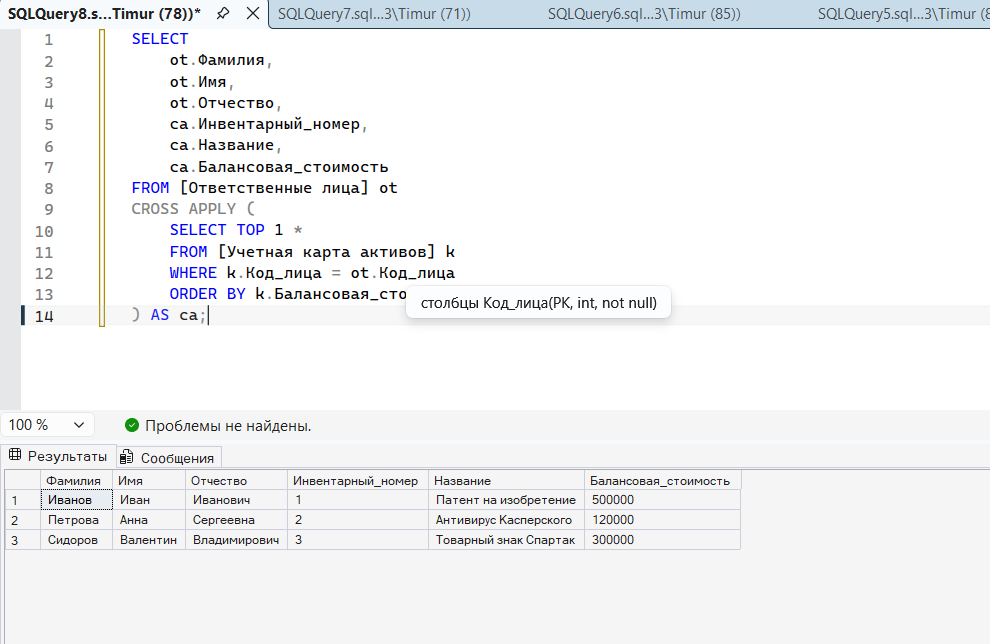 SQLQuery8.s...Timur (78))* SQLQuery7.sql...3\Timur (71)) SQLQuery6.sql...3\Timur (85)) SQLQuery5.sql...3\Timur (8
1 SELECT
2 ot.Фамилия,
3 ot.Имя,
4 ot.Отчество,
5 ca.Инвентарный_номер,
6 ca.Название,
7 ca.Балансовая_стоимость
8 FROM [Ответственные лица] ot
9 CROSS APPLY (
10 SELECT TOP 1 *
11 FROM [Учетная карта активов] k
12 WHERE k.Код_лица = ot.Код_лица
13 ORDER BY k.Балансовая_сто
столбцы Код_лица(PK, int, not null)
14 ) AS ca;
100 % Проблемы не найдены.
Результаты Сообщения
Фамилия Имя Отчество Инвентарный_номер Название Балансовая_стоимость
1 Иванов Иван Иванович 1 Патент на изобретение 500000
2 Петрова Анна Сергеевна 2 Антивирус Касперского 120000
3 Сидоров Валентин Владимирович 3 Товарный знак Спартак 300000